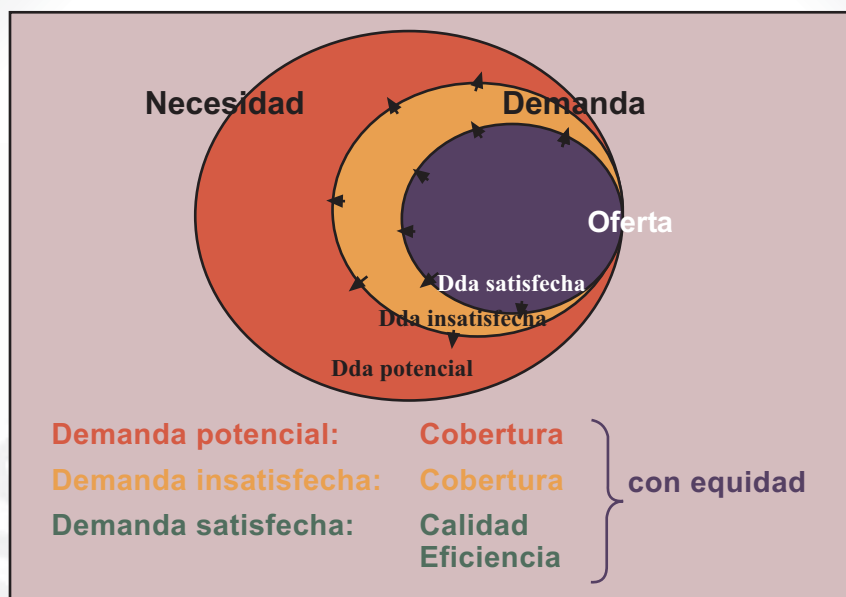 Necesidad
Demanda
Oferta
Dda satisfecha
Dda insatisfecha
Dda potencial
Demanda potencial: Cobertura
Demanda insatisfecha: Cobertura
con equidad
Demanda satisfecha: Calidad
Eficiencia